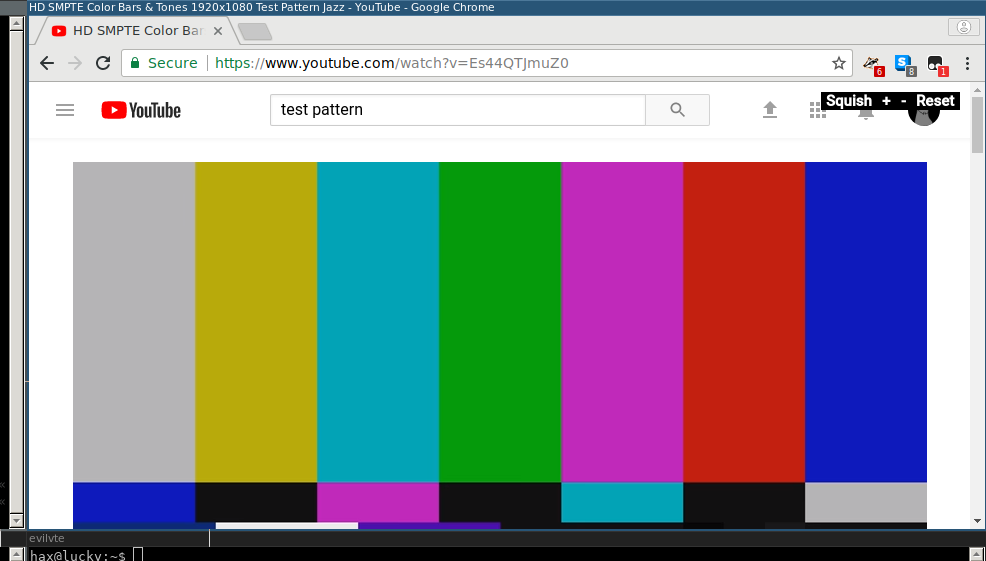 HD SMPTE Color Bars & Tones 1920x1080 Test Pattern Jazz - YouTube - Google Chrome
HD SMPTE Color Bar
Secure https://www.youtube.com/watch?v=Es44QTJmuZ0
6
S
8
1
YouTube
test pattern
Squish + - Reset
evilvte
hax@lucky:~$